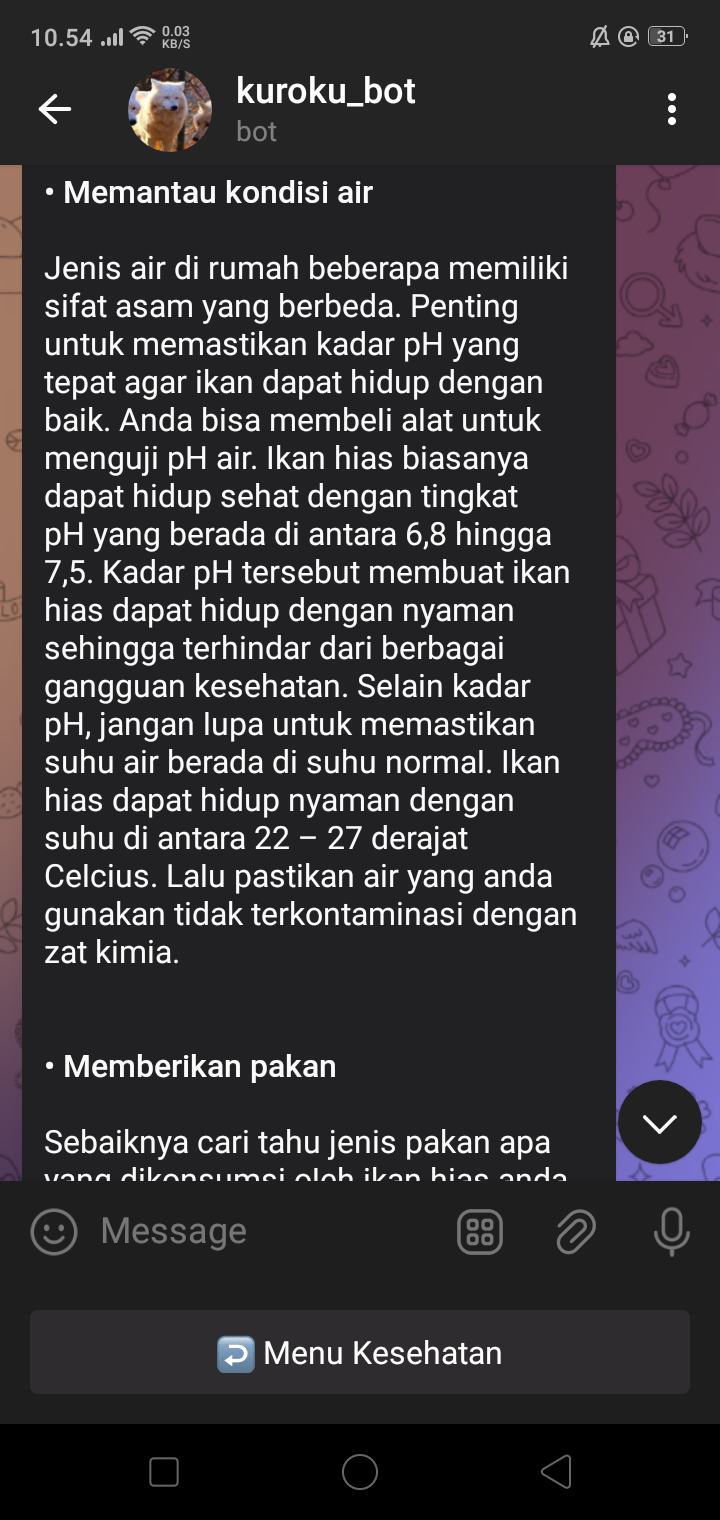 10.54
0.03
KB/S
31
kuroku_bot
bot
• Memantau kondisi air
Jenis air di rumah beberapa memiliki
sifat asam yang berbeda. Penting
untuk memastikan kadar pH yang
tepat agar ikan dapat hidup dengan
baik. Anda bisa membeli alat untuk
menguji pH air. Ikan hias biasanya
dapat hidup sehat dengan tingkat
pH yang berada di antara 6,8 hingga
7,5. Kadar pH tersebut membuat ikan
hias dapat hidup dengan nyaman
sehingga terhindar dari berbagai
gangguan kesehatan. Selain kadar
pH, jangan lupa untuk memastikan
suhu air berada di suhu normal. Ikan
hias dapat hidup nyaman dengan
suhu di antara 22 – 27 derajat
Celcius. Lalu pastikan air yang anda
gunakan tidak terkontaminasi dengan
zat kimia.
• Memberikan pakan
Sebaiknya cari tahu jenis pakan apa
yang dikonsumsi oleh ikan hias anda
Message
Menu Kesehatan